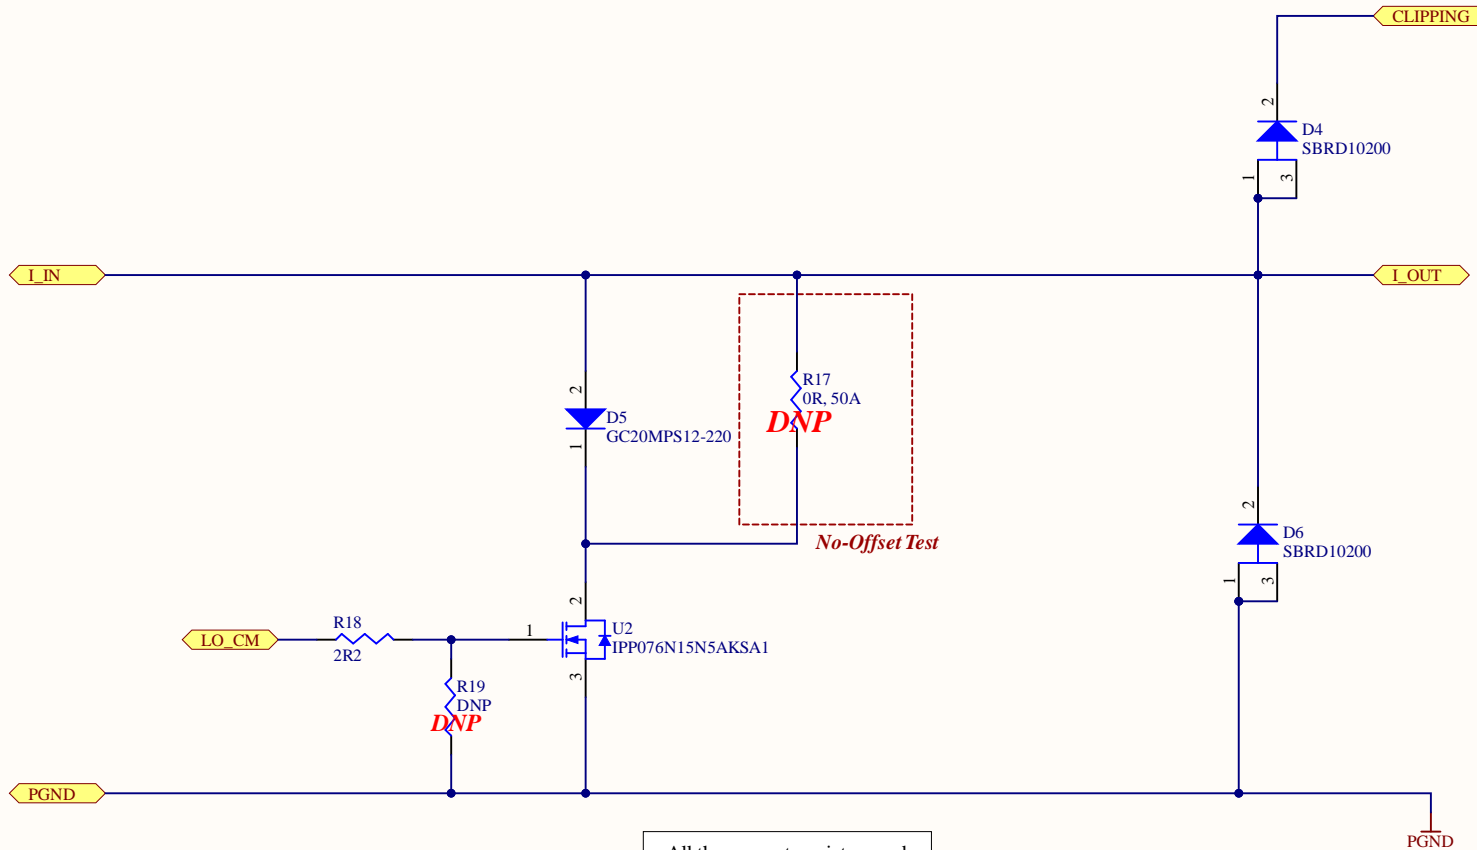 CLIPPING
2
D4
SBRD10200
1
3
I_IN
I_OUT
2
R17
0R, 50A
DNP
D5
GC20MPS12-220
1
2
D6
SBRD10200
No-Offset Test
1
3
2
R18
1
U2
LO_CM
IPP076N15N5AKSA1
2R2
3
R19
DNP
DNP
PGND
PGND